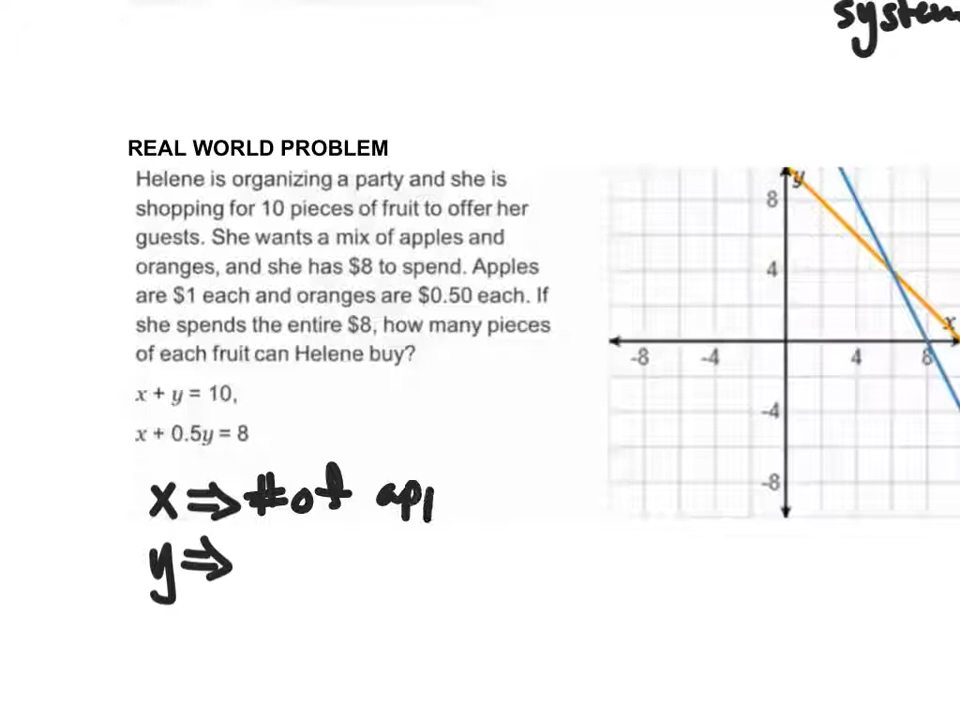 system
REAL WORLD PROBLEM
Helene is organizing a party and she is
shopping for 10 pieces of fruit to offer her
guests. She wants a mix of apples and
oranges, and she has $8 to spend. Apples
are $1 each and oranges are $0.50 each. If
she spends the entire $8, how many pieces
of each fruit can Helene buy?
x + y = 10,
x + 0.5y = 8
x ⇒ # of app
y ⇒
y
8
4
x
-8 -4 4 8
-4
-8